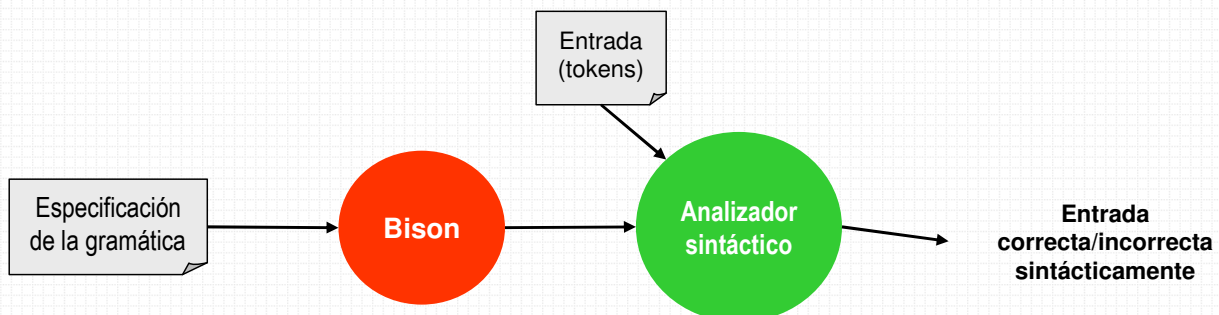 Entrada
(tokens)
Especificación
de la gramática
Bison
Analizador
sintáctico
Entrada
correcta/incorrecta
sintácticamente